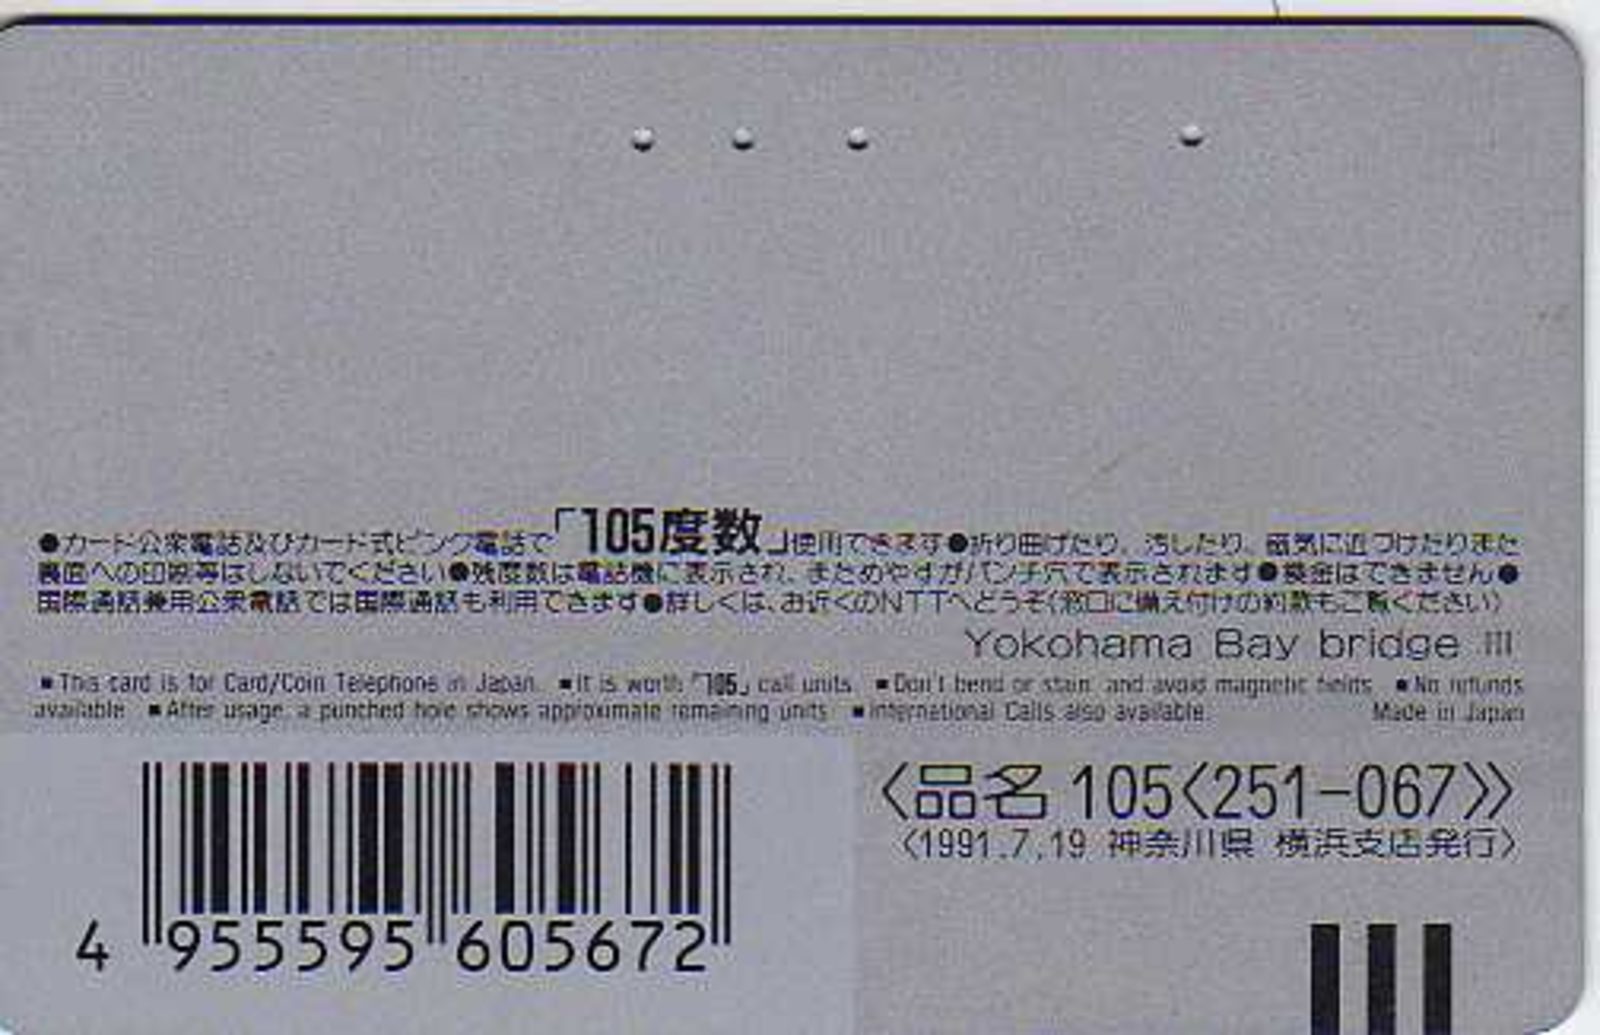 ●カード公衆電話及びカード式ピンク電話で「105度数」使用できます●折り曲げたり、汚したり、磁気に近づけたりまた
裏面への印刷等はしないでください●残度数は電話機に表示され、まためやすがパンチ穴で表示されます●換金はできません●
国際通話兼用公衆電話では国際通話も利用できます●詳しくは、お近くのNTTへどうぞ〈窓口に備え付けの約款もご覧ください〉
Yokohama Bay bridge III
■This card is for Card/Coin Telephone in Japan. ■It is worth「105」call units. ■Don't bend or stain, and avoid magnetic fields. ■No refunds
available. ■After usage, a punched hole shows approximate remaining units. ■International Calls also available. Made in Japan
〈品名 105〈251-067〉〉
〈1991.7.19 神奈川県 横浜支店発行〉
4 955595 605672